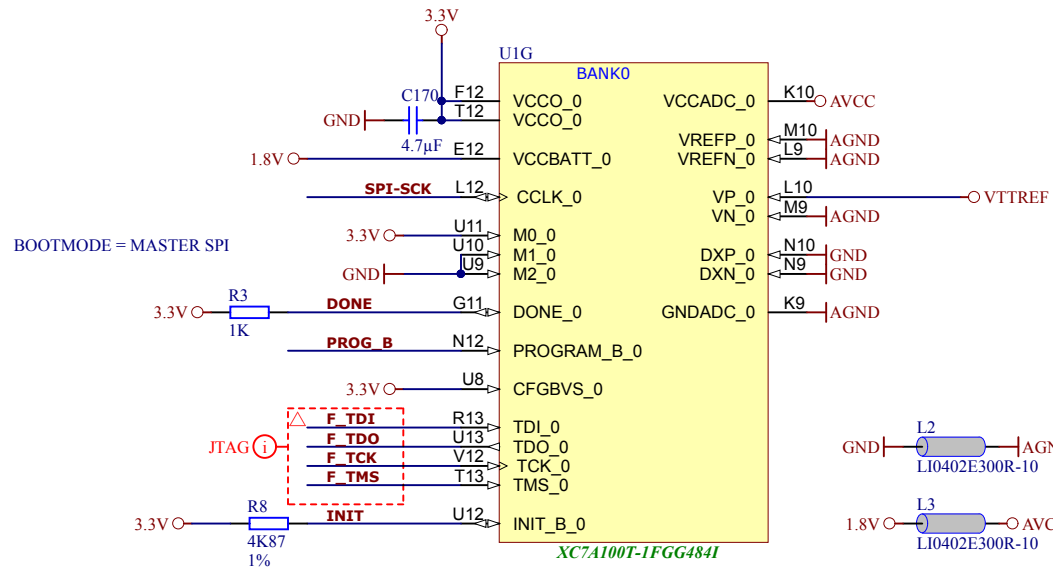 3.3V
U1G
BANK0
F12 VCCO_0 VCCADC_0 K10 AVCC
C170
T12 VCCO_0
GND
4.7µF
VREFP_0 M10 AGND
1.8V E12 VCCBATT_0 VREFN_0 L9 AGND
SPI-SCK L12 CCLK_0 VP_0 L10 VTTREF
VN_0 M9 AGND
3.3V U11 M0_0
BOOTMODE = MASTER SPI
U10 M1_0 DXP_0 N10 GND
GND U9 M2_0 DXN_0 N9 GND
R3
3.3V DONE G11 DONE_0 GNDADC_0 K9 AGND
1K
PROG_B N12 PROGRAM_B_0
3.3V U8 CFGBVS_0
F_TDI R13 TDI_0
JTAG i F_TDO U13 TDO_0
F_TCK V12 TCK_0
F_TMS T13 TMS_0
L2
GND AGN
LI0402E300R-10
R8
3.3V INIT U12 INIT_B_0
4K87
1%
L3
1.8V AVC
LI0402E300R-10
XC7A100T-1FGG484I